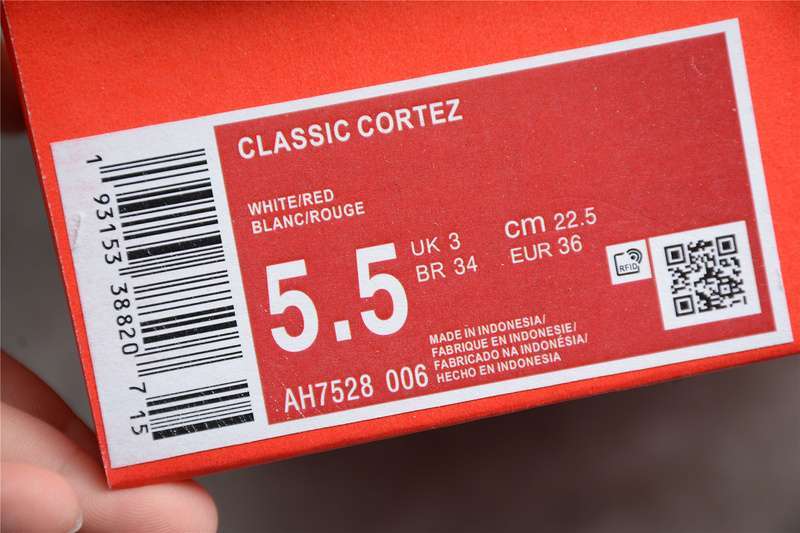 CLASSIC CORTEZ
WHITE/RED
BLANC/ROUGE
5.5
UK 3
BR 34
cm 22.5
EUR 36
RFID
MADE iN INDONESIA/
FABRIQUE EN INDONESIE/
FABRICADO NA INDONÉSIA/
HECHO EN INDONESIA
AH7528 006
1 93153 38820 7 15